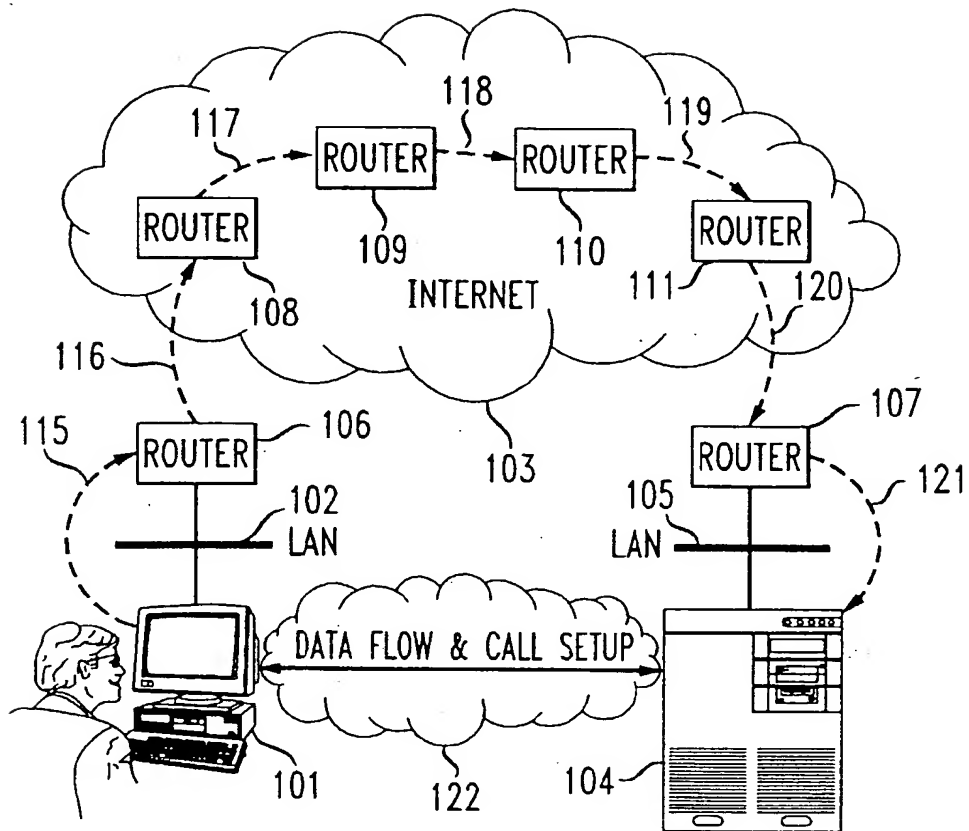 118
119
117
ROUTER
ROUTER
ROUTER
109
110
ROUTER
111
120
108
INTERNET
116
107
115
ROUTER
106
103
ROUTER
121
102
105
LAN
LAN
DATA FLOW & CALL SETUP
101
122
104